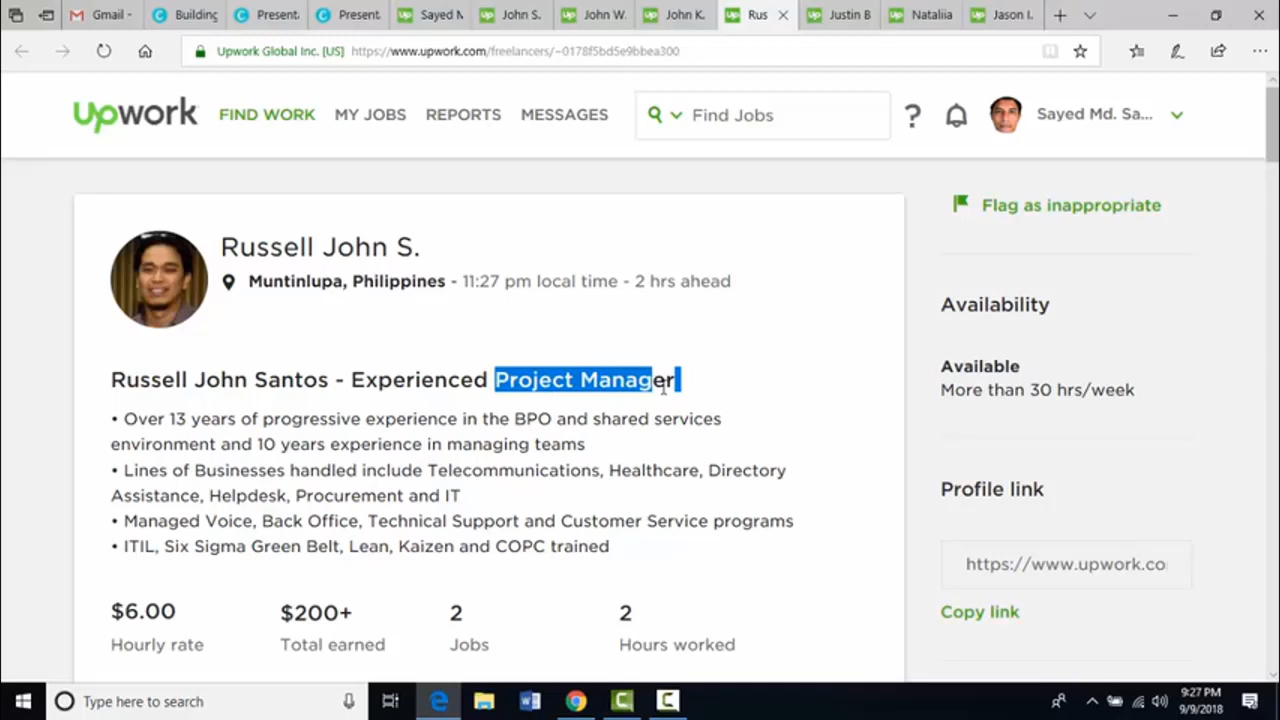 Gmail -
Building
Present
Present
Sayed M
John S.
John W.
John K.
Rus
Justin B
Nataliia
Jason I.
Upwork Global Inc. [US] https://www.upwork.com/freelancers/~0178f5bd5e9bbea300
upwork FIND WORK MY JOBS REPORTS MESSAGES Find Jobs ? Sayed Md. Sa...
Flag as inappropriate
Russell John S.
Muntinlupa, Philippines - 11:27 pm local time - 2 hrs ahead
Russell John Santos - Experienced Project Manager
• Over 13 years of progressive experience in the BPO and shared services
environment and 10 years experience in managing teams
• Lines of Businesses handled include Telecommunications, Healthcare, Directory
Assistance, Helpdesk, Procurement and IT
• Managed Voice, Back Office, Technical Support and Customer Service programs
• ITIL, Six Sigma Green Belt, Lean, Kaizen and COPC trained
$6.00 $200+ 2 2
Hourly rate Total earned Jobs Hours worked
Availability
Available
More than 30 hrs/week
Profile link
https://www.upwork.co
Copy link
Type here to search
9:27 PM
9/9/2018